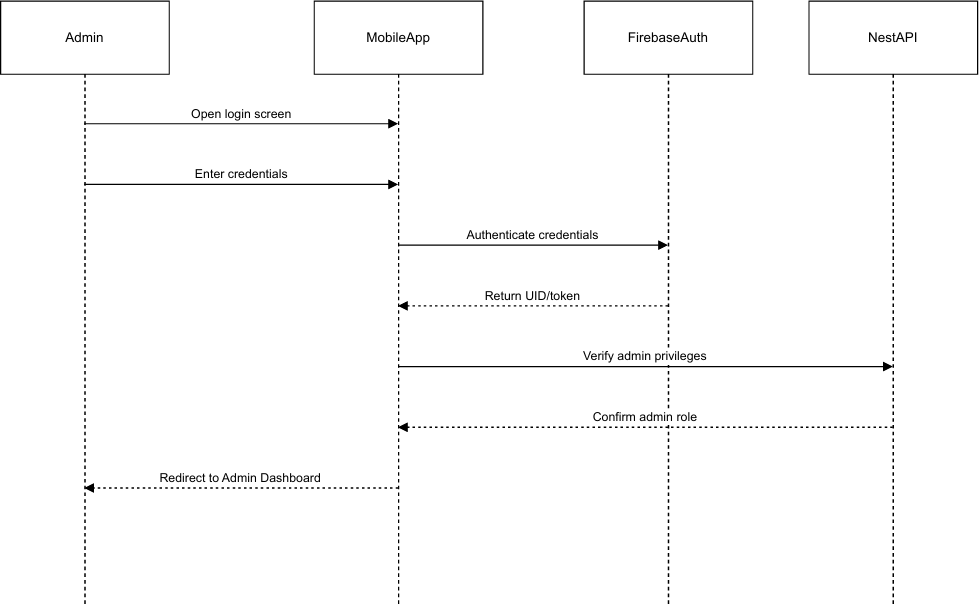 Admin
MobileApp
FirebaseAuth
NestAPI
Open login screen
Enter credentials
Authenticate credentials
Return UID/token
Verify admin privileges
Confirm admin role
Redirect to Admin Dashboard